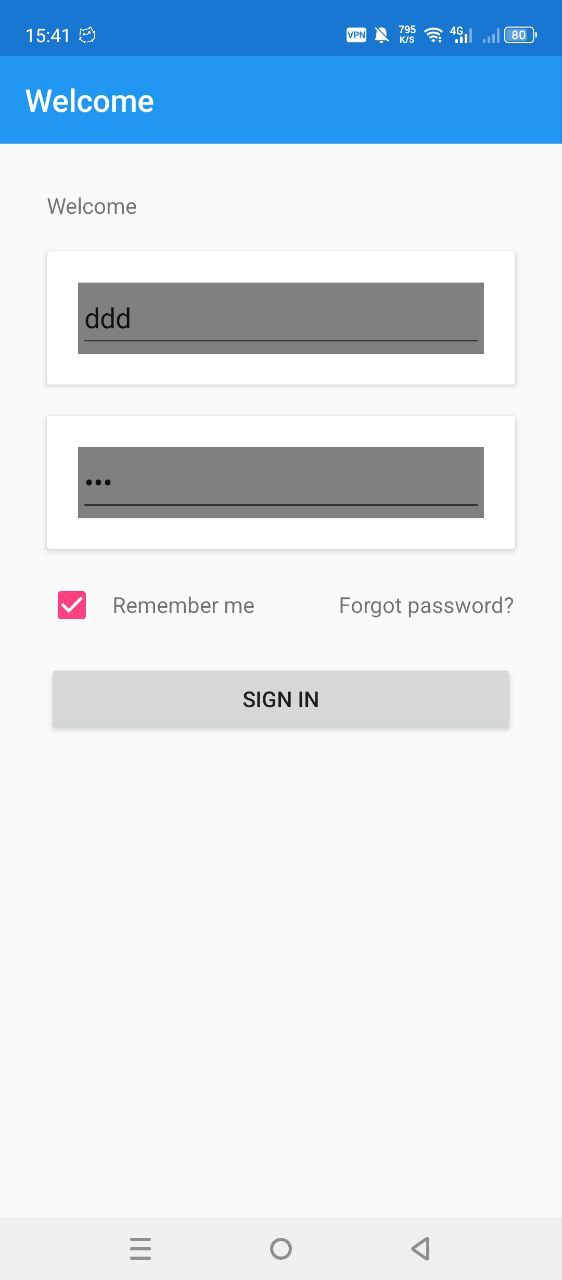 15:41 VPN 795 K/S 4G 80
Welcome
Welcome
ddd
•••
Remember me Forgot password?
SIGN IN